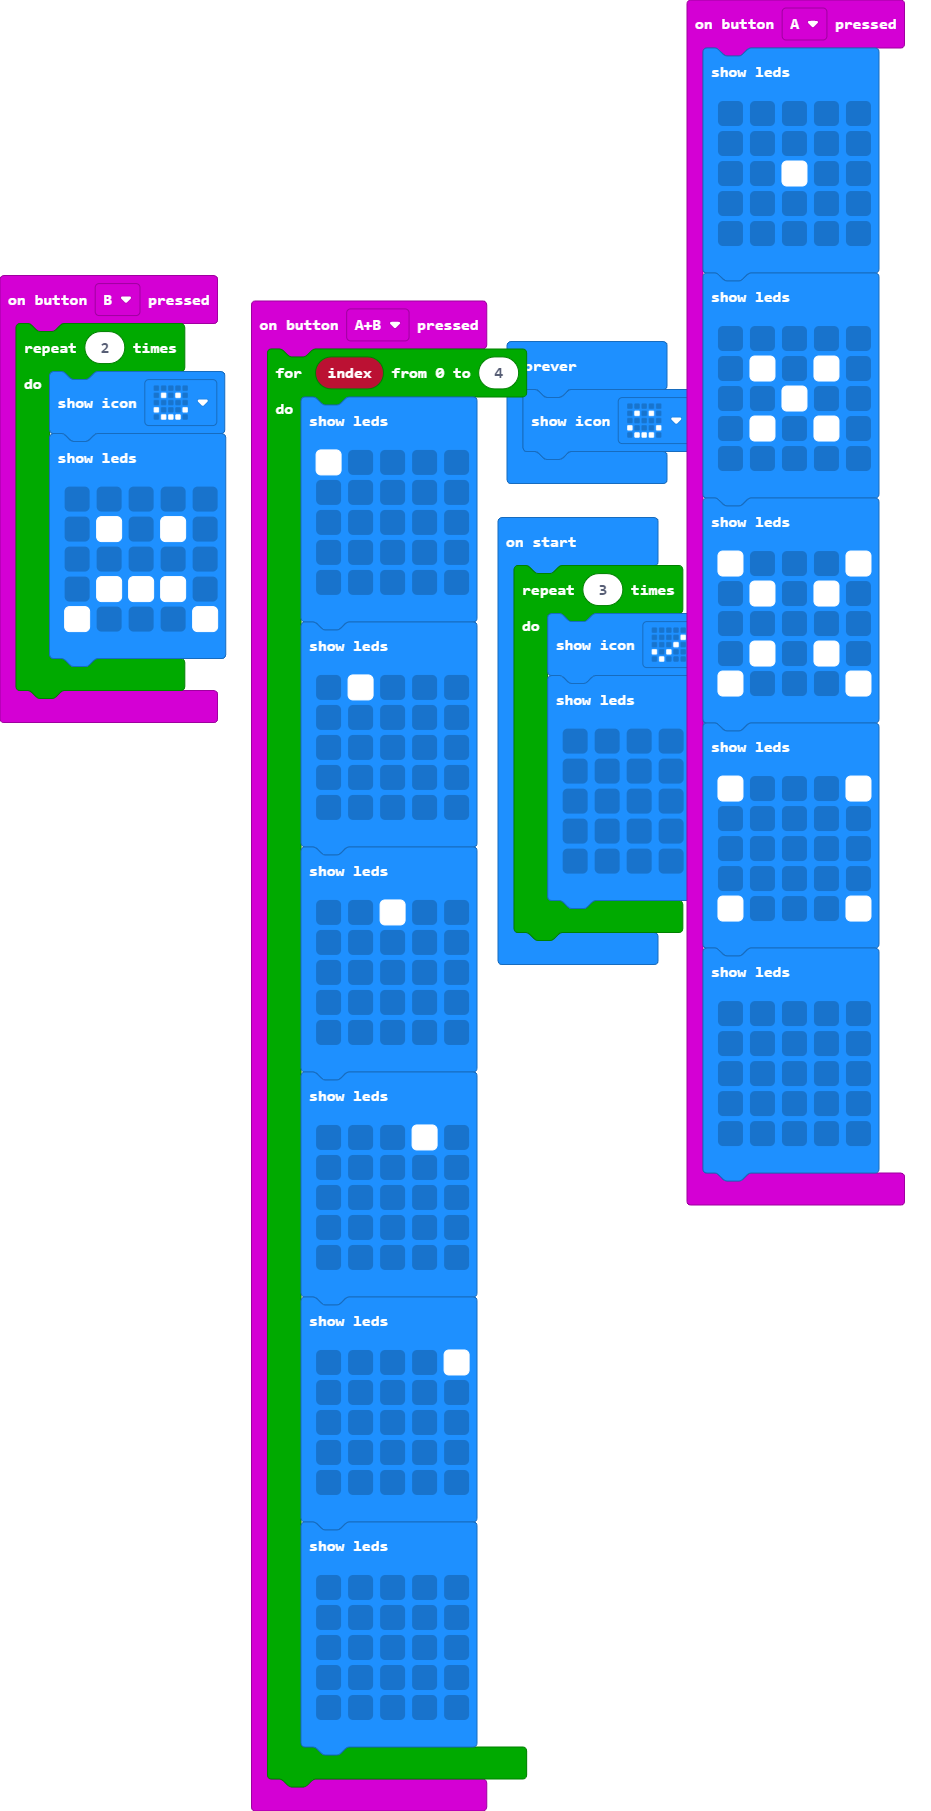 on button B pressed
repeat 2 times
do
show icon
show leds
on button A+B pressed
for index from 0 to 4
do
show leds
show leds
show leds
show leds
show leds
show leds
orever
show icon
on start
repeat 3 times
do
show icon
show leds
on button A pressed
show leds
show leds
show leds
show leds
show leds